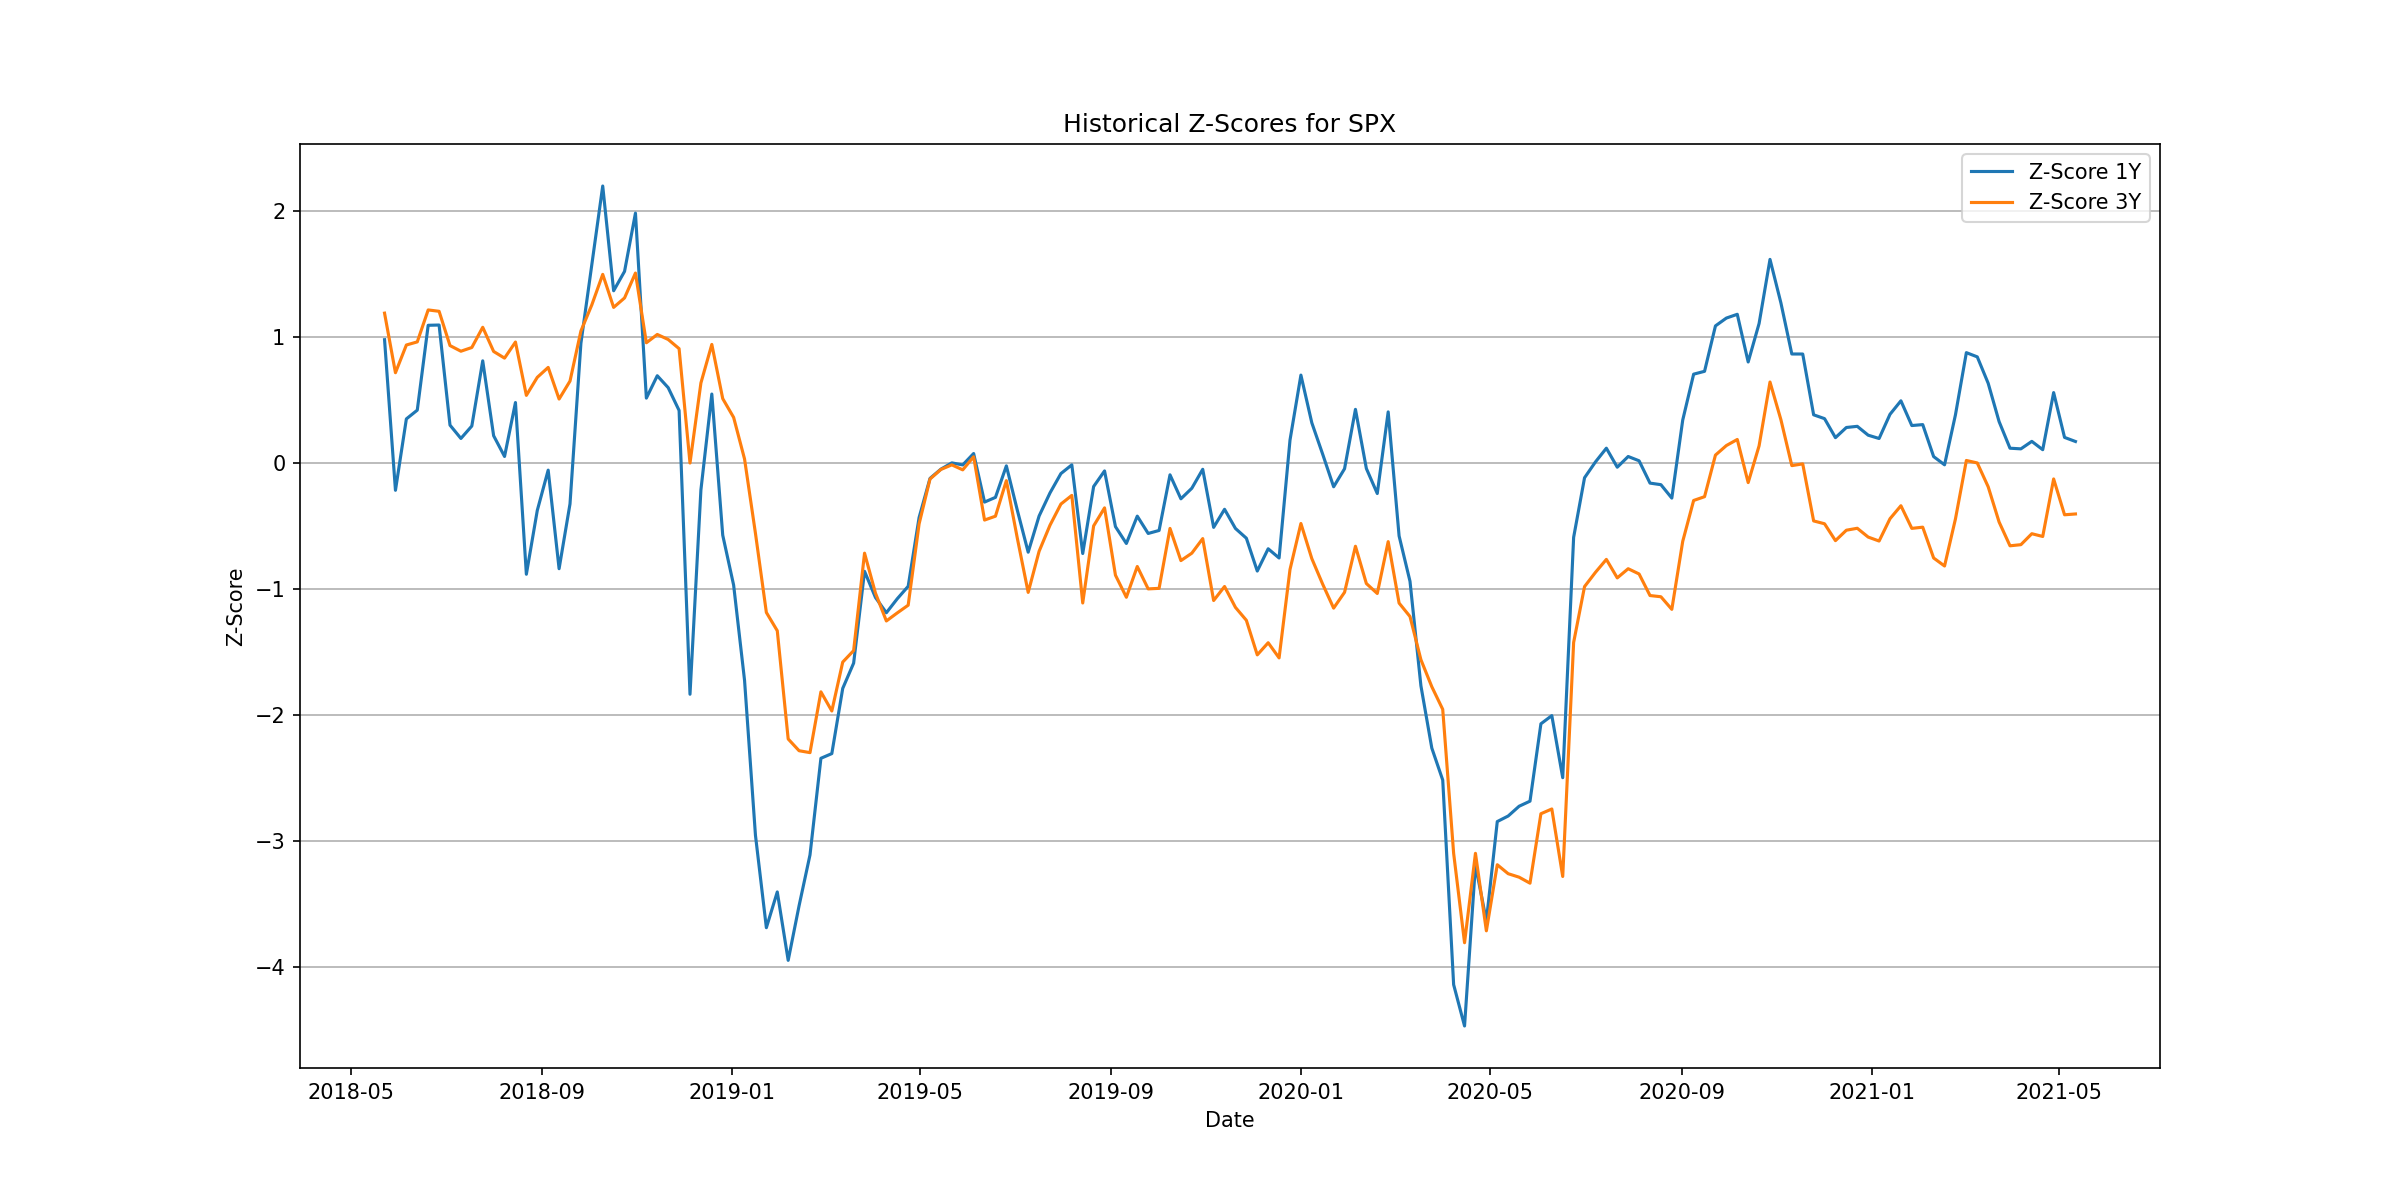 Historical Z-Scores for SPX
Z-Score 1Y
Z-Score 3Y
Z-Score
2
1
0
−1
−2
−3
−4
2018-05 2018-09 2019-01 2019-05 2019-09 2020-01 2020-05 2020-09 2021-01 2021-05
Date